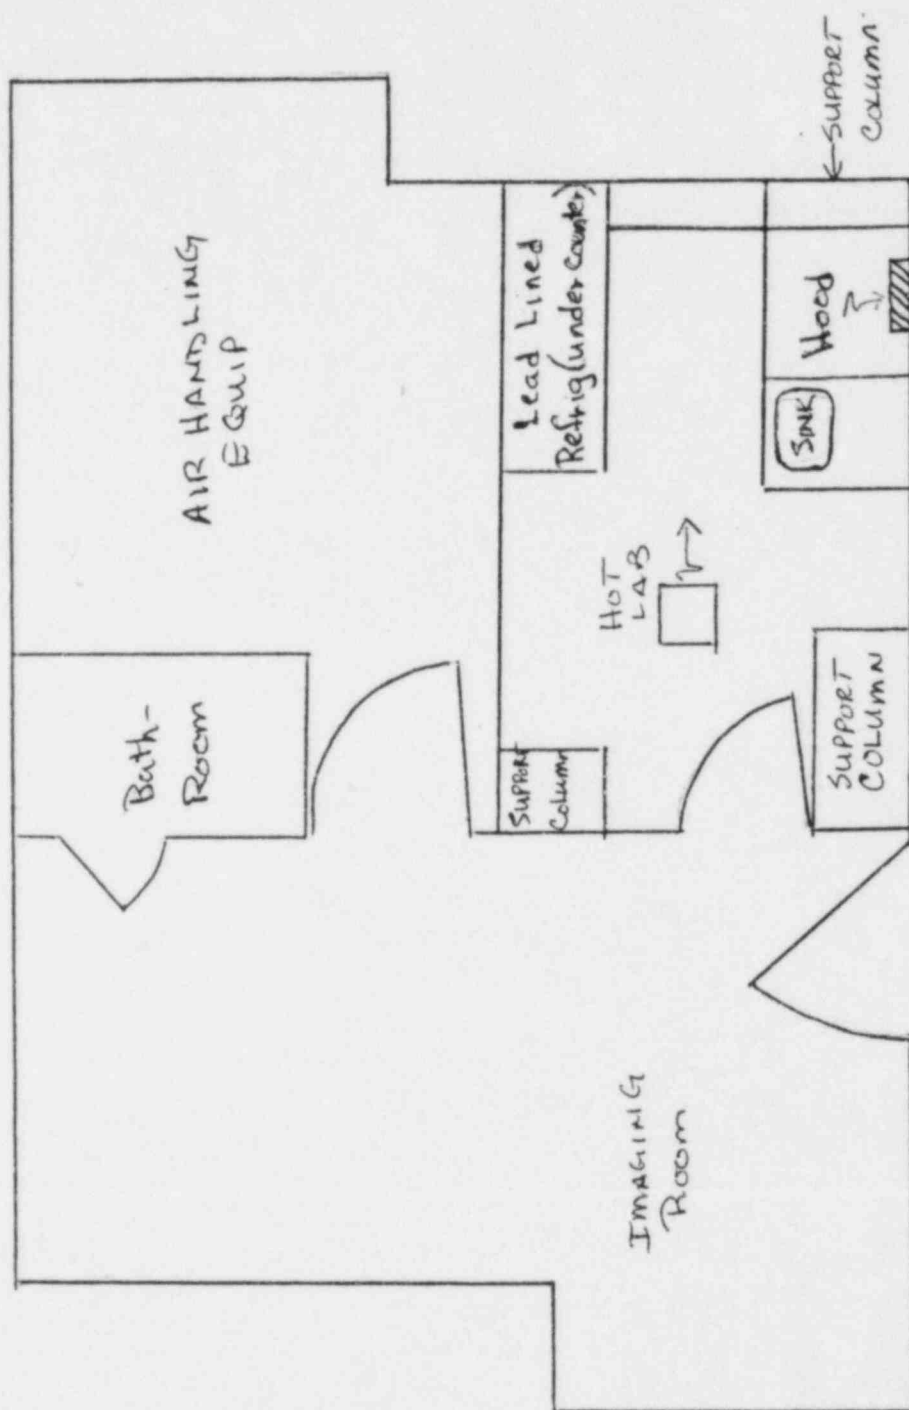 AIR HANDLING
EQUIP
Bath-
Room
Lead Lined
Refrig(under counter)
←SUPPORT
COLUMN
Hood
SINK
HOT
LAB
SUPPORT
Column
SUPPORT
COLUMN
IMAGING
Room